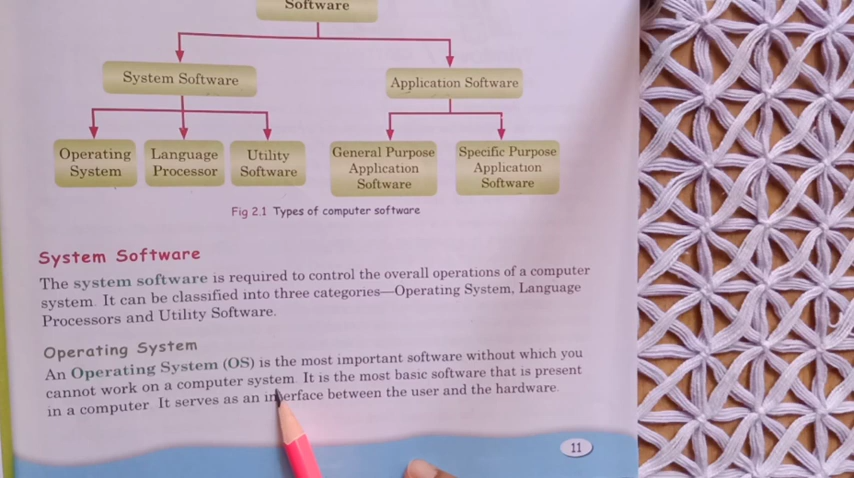 Software
System Software
Application Software
Operating
System
Language
Processor
Utility
Software
General Purpose
Application
Software
Specific Purpose
Application
Software
Fig 2.1 Types of computer software
System Software
The system software is required to control the overall operations of a computer
system. It can be classified into three categories—Operating System, Language
Processors and Utility Software.
Operating System
An Operating System (OS) is the most important software without which you
cannot work on a computer system. It is the most basic software that is present
in a computer. It serves as an interface between the user and the hardware.
11